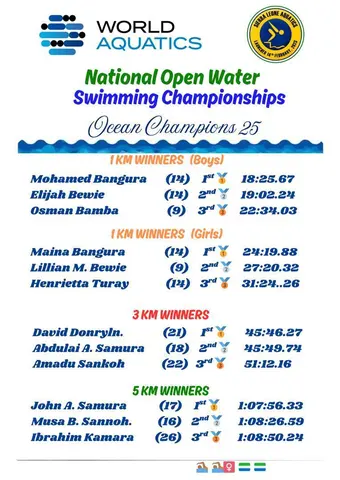 WORLD
AQUATICS
SIERRA LEONE AQUATICS
National Open Water
Swimming Championships
Ocean Champions 25
1 KM WINNERS (Boys)
Mohamed Bangura (14) 1st 18:25.67
Elijah Bewie (14) 2nd 19:02.24
Osman Bamba (9) 3rd 22:34.03
1 KM WINNERS (Girls)
Maina Bangura (14) 1st 24:19.88
Lillian M. Bewie (9) 2nd 27:20.32
Henrietta Turay (14) 3rd 31:24..26
3 KM WINNERS
David Donryln. (21) 1st 45:46.27
Abdulai A. Samura (18) 2nd 45:49.74
Amadu Sankoh (22) 3rd 51:12.16
5 KM WINNERS
John A. Samura (17) 1st 1:07:56.33
Musa B. Sannoh. (16) 2nd 1:08:26.59
Ibrahim Kamara (26) 3rd 1:08:50.24